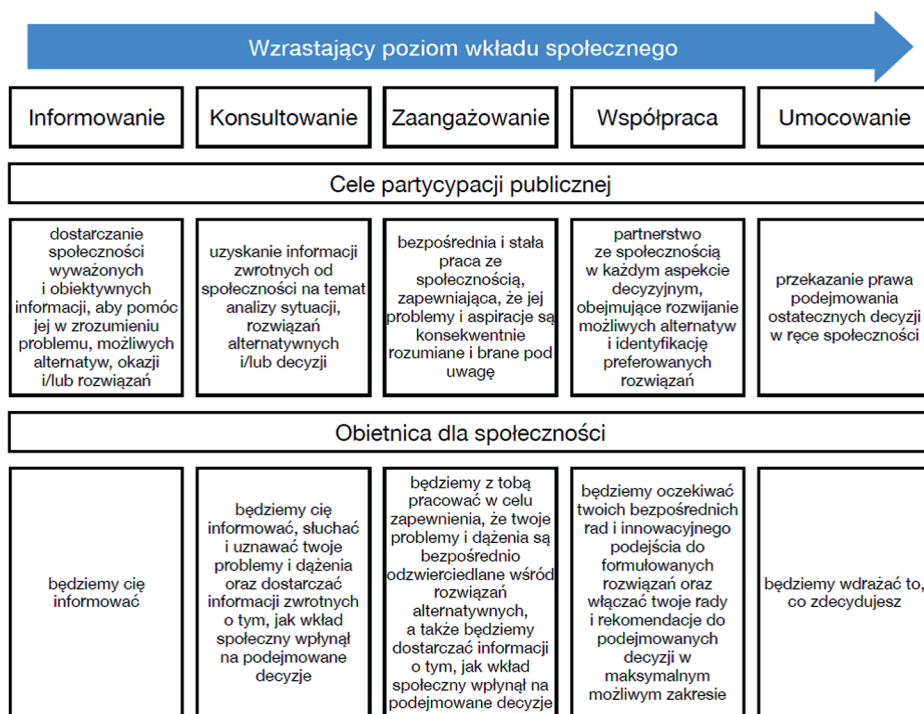 Wzrastający poziom wkładu społecznego
Informowanie
Konsultowanie
Zaangażowanie
Współpraca
Umocowanie
Cele partycypacji publicznej
dostarczanie
społeczności
wyważonych
i obiektywnych
informacji, aby pomóc
jej w zrozumieniu
problemu, możliwych
alternatyw, okazji
i/lub rozwiązań
uzyskanie informacji
zwrotnych od
społeczności na temat
analizy sytuacji,
rozwiązań
alternatywnych
i/lub decyzji
bezpośrednia i stała
praca ze
społecznością,
zapewniająca, że jej
problemy i aspiracje są
konsekwentnie
rozumiane i brane pod
uwagę
partnerstwo
ze społecznością
w każdym aspekcie
decyzyjnym,
obejmujące rozwijanie
możliwych alternatyw
i identyfikację
preferowanych
rozwiązań
przekazanie prawa
podejmowania
ostatecznych decyzji
w ręce społeczności
Obietnica dla społeczności
będziemy cię
informować
będziemy cię
informować, słuchać
i uznawać twoje
problemy i dążenia
oraz dostarczać
informacji zwrotnych
o tym, jak wkład
społeczny wpłynął
na podejmowane
decyzje
będziemy z tobą
pracować w celu
zapewnienia, że twoje
problemy i dążenia są
bezpośrednio
odzwierciedlane wśród
rozwiązań
alternatywnych,
a także będziemy
dostarczać informacji
o tym, jak wkład
społeczny wpłynął na
podejmowane decyzje
będziemy oczekiwać
twoich bezpośrednich
rad i innowacyjnego
podejścia do
formułowanych
rozwiązań oraz
włączać twoje rady
i rekomendacje do
podejmowanych
decyzji w
maksymalnym
możliwym zakresie
będziemy wdrażać to,
co zdecydujesz